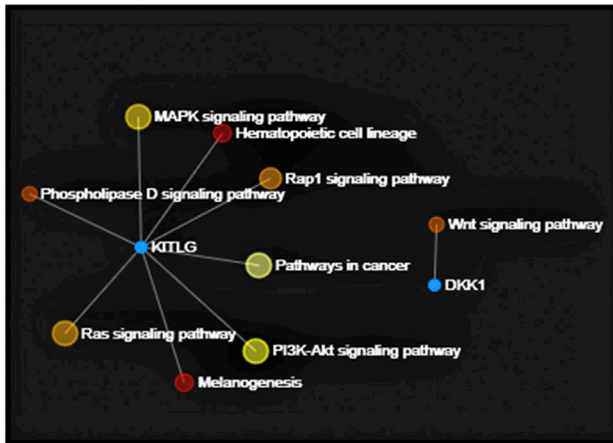 MAPK signaling pathway
Hematopoietic cell lineage
Rap1 signaling pathway
Phospholipase D signaling pathway
Wnt signaling pathway
KITLG
Pathways in cancer
DKK1
Ras signaling pathway
PI3K-Akt signaling pathway
Melanogenesis